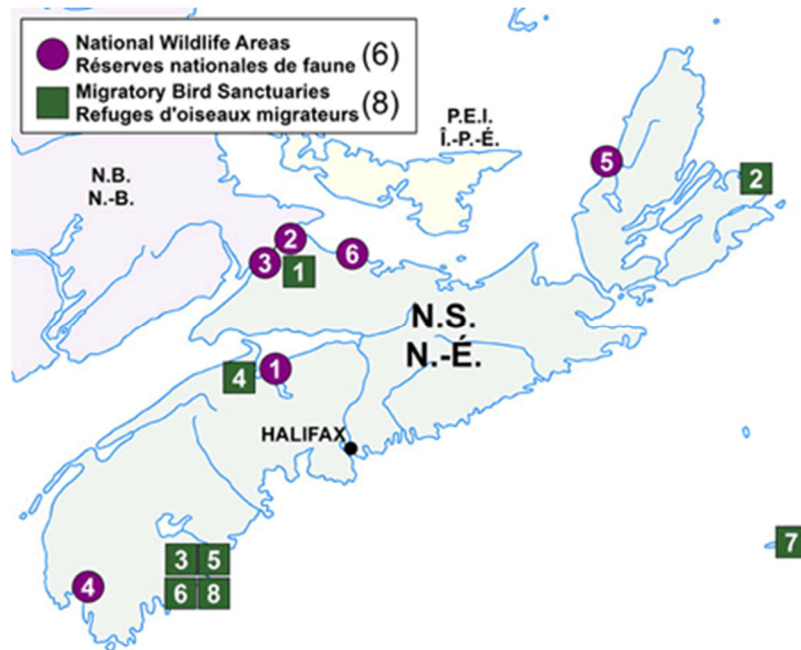 National Wildlife Areas
Réserves nationales de faune (6)
Migratory Bird Sanctuaries
Refuges d'oiseaux migrateurs (8)
P.E.I.
Î.-P.-É.
N.B.
N.-B.
5
2
2
3
1
6
N.S.
N.-É.
4
1
HALIFAX
3 5
6 8
7
4